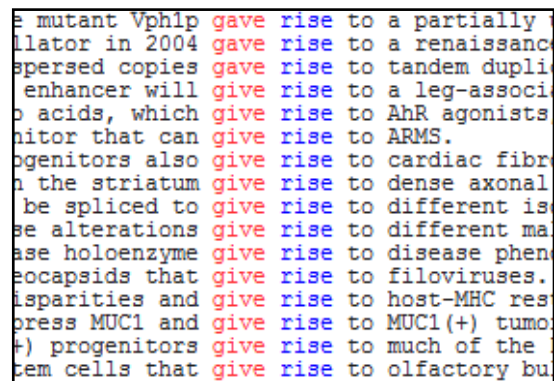 e mutant Vph1p gave rise to a partially
llator in 2004 gave rise to a renaissanc
spersed copies gave rise to tandem dupli
enhancer will give rise to a leg-associ
o acids, which give rise to AhR agonists
nitor that can give rise to ARMS.
ogenitors also give rise to cardiac fibr
n the striatum give rise to dense axonal
be spliced to give rise to different is
se alterations give rise to different ma
ase holoenzyme give rise to disease phen
eocapsids that give rise to filoviruses.
isparities and give rise to host-MHC res
press MUC1 and give rise to MUC1(+) tumo
+) progenitors give rise to much of the
tem cells that give rise to olfactory bu